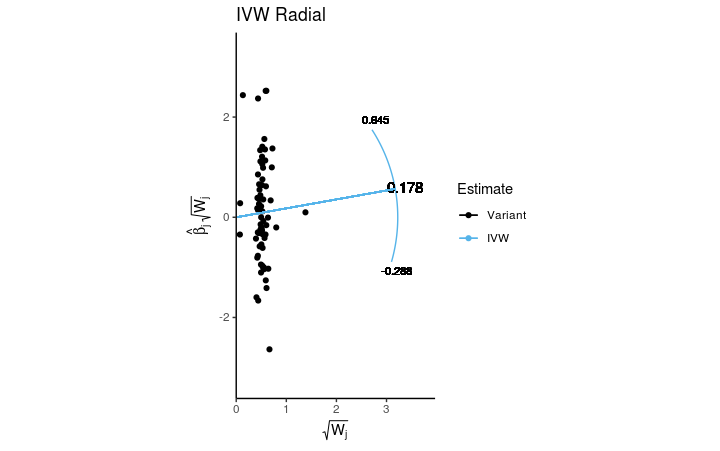 IVW Radial
β̂ⱼ√Wⱼ
2
0
-2
0.645
0.178
-0.288
0 1 2 3
√Wⱼ
Estimate
Variant
IVW